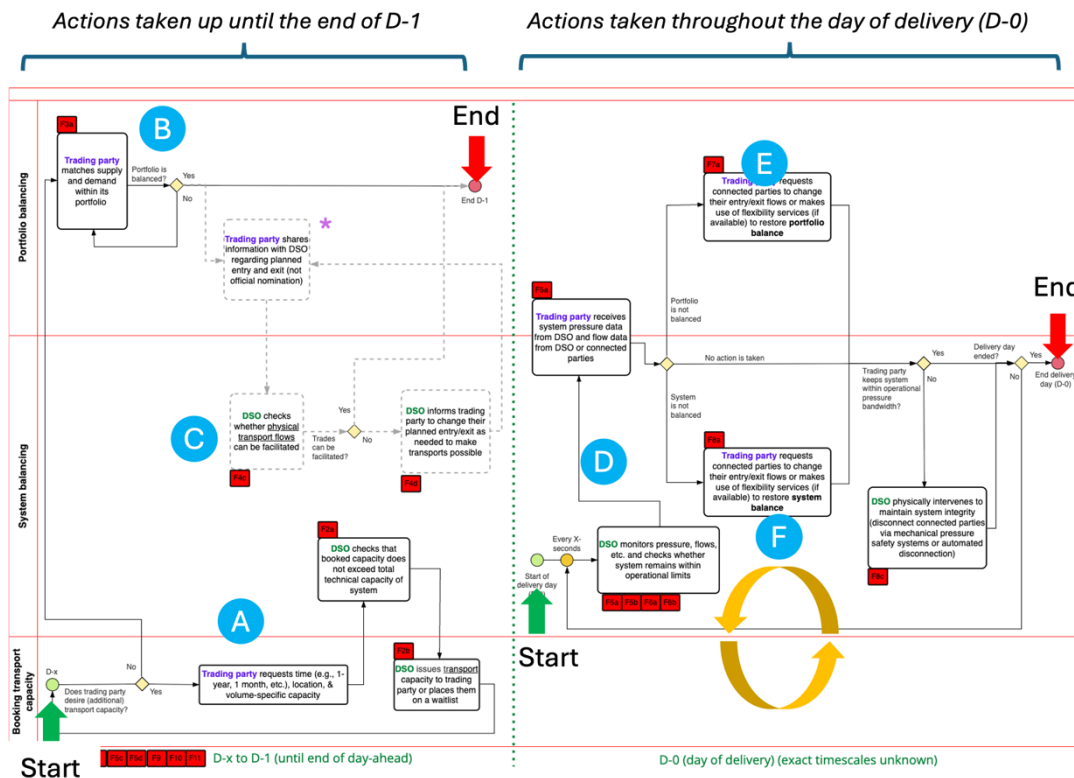 Actions taken up until the end of D-1
Actions taken throughout the day of delivery (D-0)
Portfolio balancing
F3a
B
Trading party
matches supply
and demand
within its
portfolio
Portfolio is
balanced?
Yes
No
End
End D-1
*
Trading party shares
information with DSO
regarding planned
entry and exit (not
official nomination)
System balancing
C
DSO checks
whether physical
transport flows
can be facilitated
F4c
Trades can
be
facilitated?
Yes
No
DSO informs trading
party to change their
planned entry/exit as
needed to make
transports possible
F4d
F2a
DSO checks that
booked capacity does
not exceed total
technical capacity of
system
A
Booking transport
capacity
D-x
Does trading party
desire (additional)
transport capacity?
No
Yes
Trading party requests time (e.g., 1-
year, 1 month, etc.), location, &
volume-specific capacity
F2b
DSO issues transport
capacity to trading
party or places them
on a waitlist
Start
F5c
F8d
F9
F10
F11
D-x to D-1 (until end of day-ahead)
F7a
E
Trading party requests
connected parties to change
their entry/exit flows or makes
use of flexibility services (if
available) to restore portfolio
balance
F5a
Trading party receives
system pressure data
from DSO and flow data
from DSO or connected
parties
Portfolio
is not
balanced
No action is taken
System
is not
balanced
Trading party
keeps system
within operational
pressure
bandwidth?
Yes
No
Delivery day
ended?
Yes
No
End
End delivery
day (D-0)
D
F8a
Trading party requests
connected parties to change
their entry/exit flows or makes
use of flexibility services (if
available) to restore system
balance
F
DSO physically intervenes to
maintain system integrity
(disconnect connected parties
via mechanical pressure
safety systems or automated
disconnection)
F8c
Every X-
seconds
Start of
delivery day
DSO monitors pressure, flows,
etc. and checks whether
system remains within
operational limits
F5a
F5b
F6a
F6b
Start
D-0 (day of delivery) (exact timescales unknown)